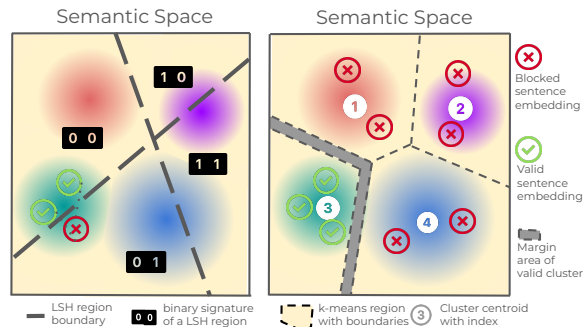 Semantic Space
Semantic Space
1 0
0 0
1 1
0 1
1
2
3
4
Blocked
sentence
embedding
Valid
sentence
embedding
Margin
area of
valid cluster
LSH region
boundary
0 0
binary signature
of a LSH region
k-means region
with boundaries
3
Cluster centroid
with index